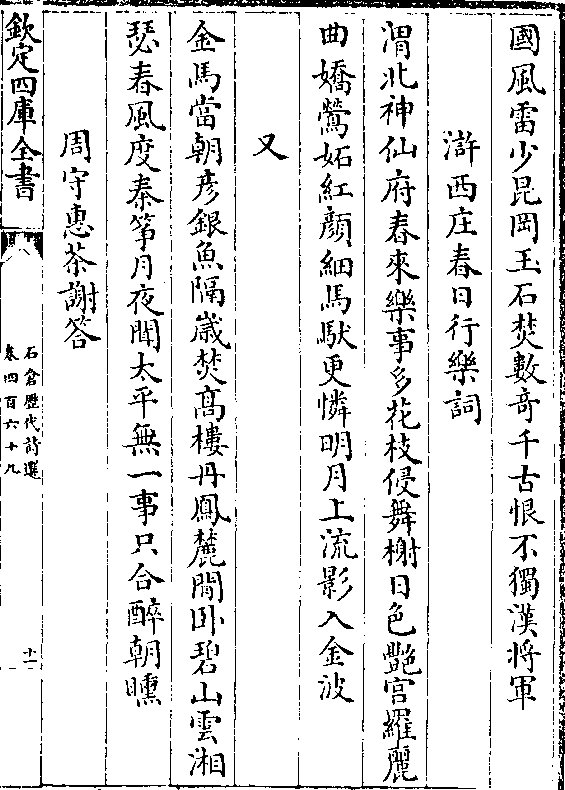 國風雷少昆岡玉石焚數奇千古恨不獨漢將軍
滸西庄春日行樂詞
渭北神仙府春來樂事多花枝侵舞榭日色艷宫羅麗
曲嬌鶯妬紅顔細馬馱更憐明月上流影入金波
又
金馬當朝彦銀魚隔歲焚高樓丹鳳麓閒卧碧山雲湘
瑟春風度秦筝月夜聞太平無一事只合醉朝曛
周守惠茶謝答
欽定四庫全書
石倉歷代詩選
卷四百六十九
十一